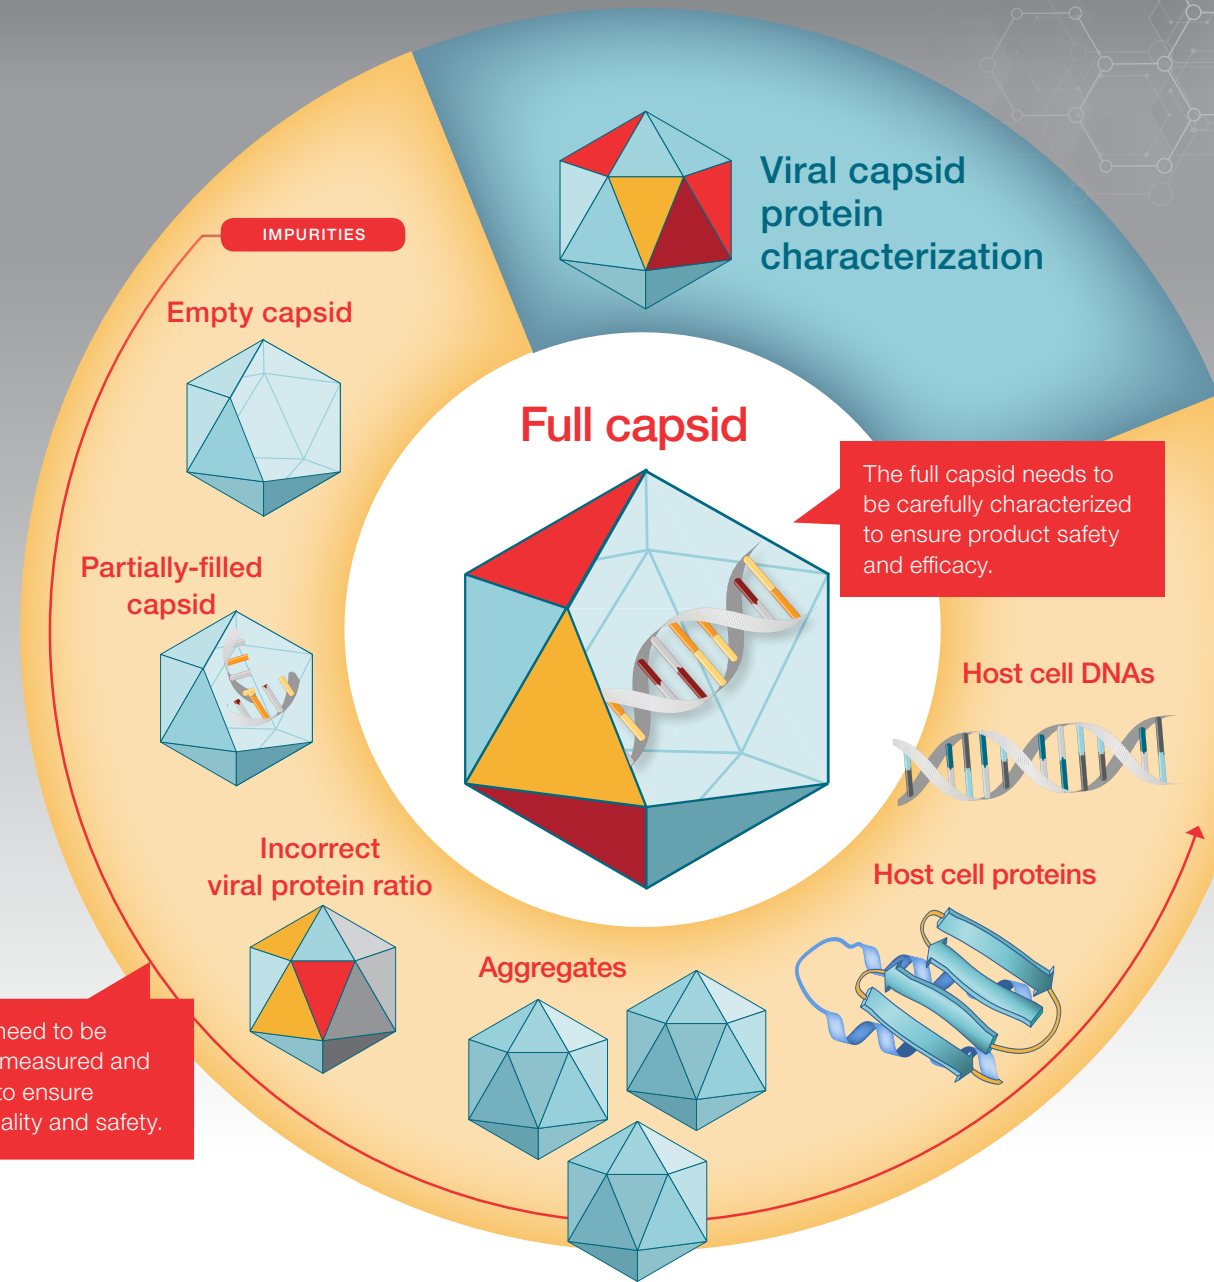 Viral capsid
protein
characterization
IMPURITIES
Empty capsid
Full capsid
The full capsid needs to
be carefully characterized
to ensure product safety
and efficacy.
Partially-filled
capsid
Host cell DNAs
Incorrect
viral protein ratio
Host cell proteins
Aggregates
need to be
measured and
to ensure
ality and safety.